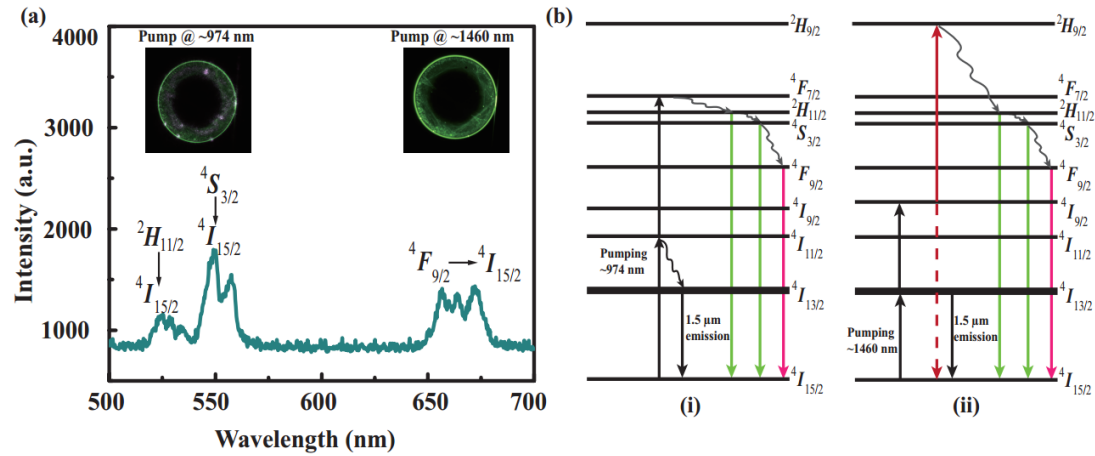 (a)
Pump @ ~974 nm
Pump @ ~1460 nm
4000
3000
2000
1000
Intensity (a.u.)
²H₁₁/₂
⁴I₁₅/₂
⁴S₃/₂
⁴I₁₅/₂
⁴F₉/₂ → ⁴I₁₅/₂
500
550
600
650
700
Wavelength (nm)
(b)
²H₉/₂
⁴F₇/₂
²H₁₁/₂
⁴S₃/₂
⁴F₉/₂
⁴I₉/₂
⁴I₁₁/₂
⁴I₁₃/₂
⁴I₁₅/₂
Pumping
~974 nm
1.5 µm
emission
(i)
²H₉/₂
⁴F₇/₂
²H₁₁/₂
⁴S₃/₂
⁴F₉/₂
⁴I₉/₂
⁴I₁₁/₂
⁴I₁₃/₂
⁴I₁₅/₂
Pumping
~1460 nm
1.5 µm
emission
(ii)